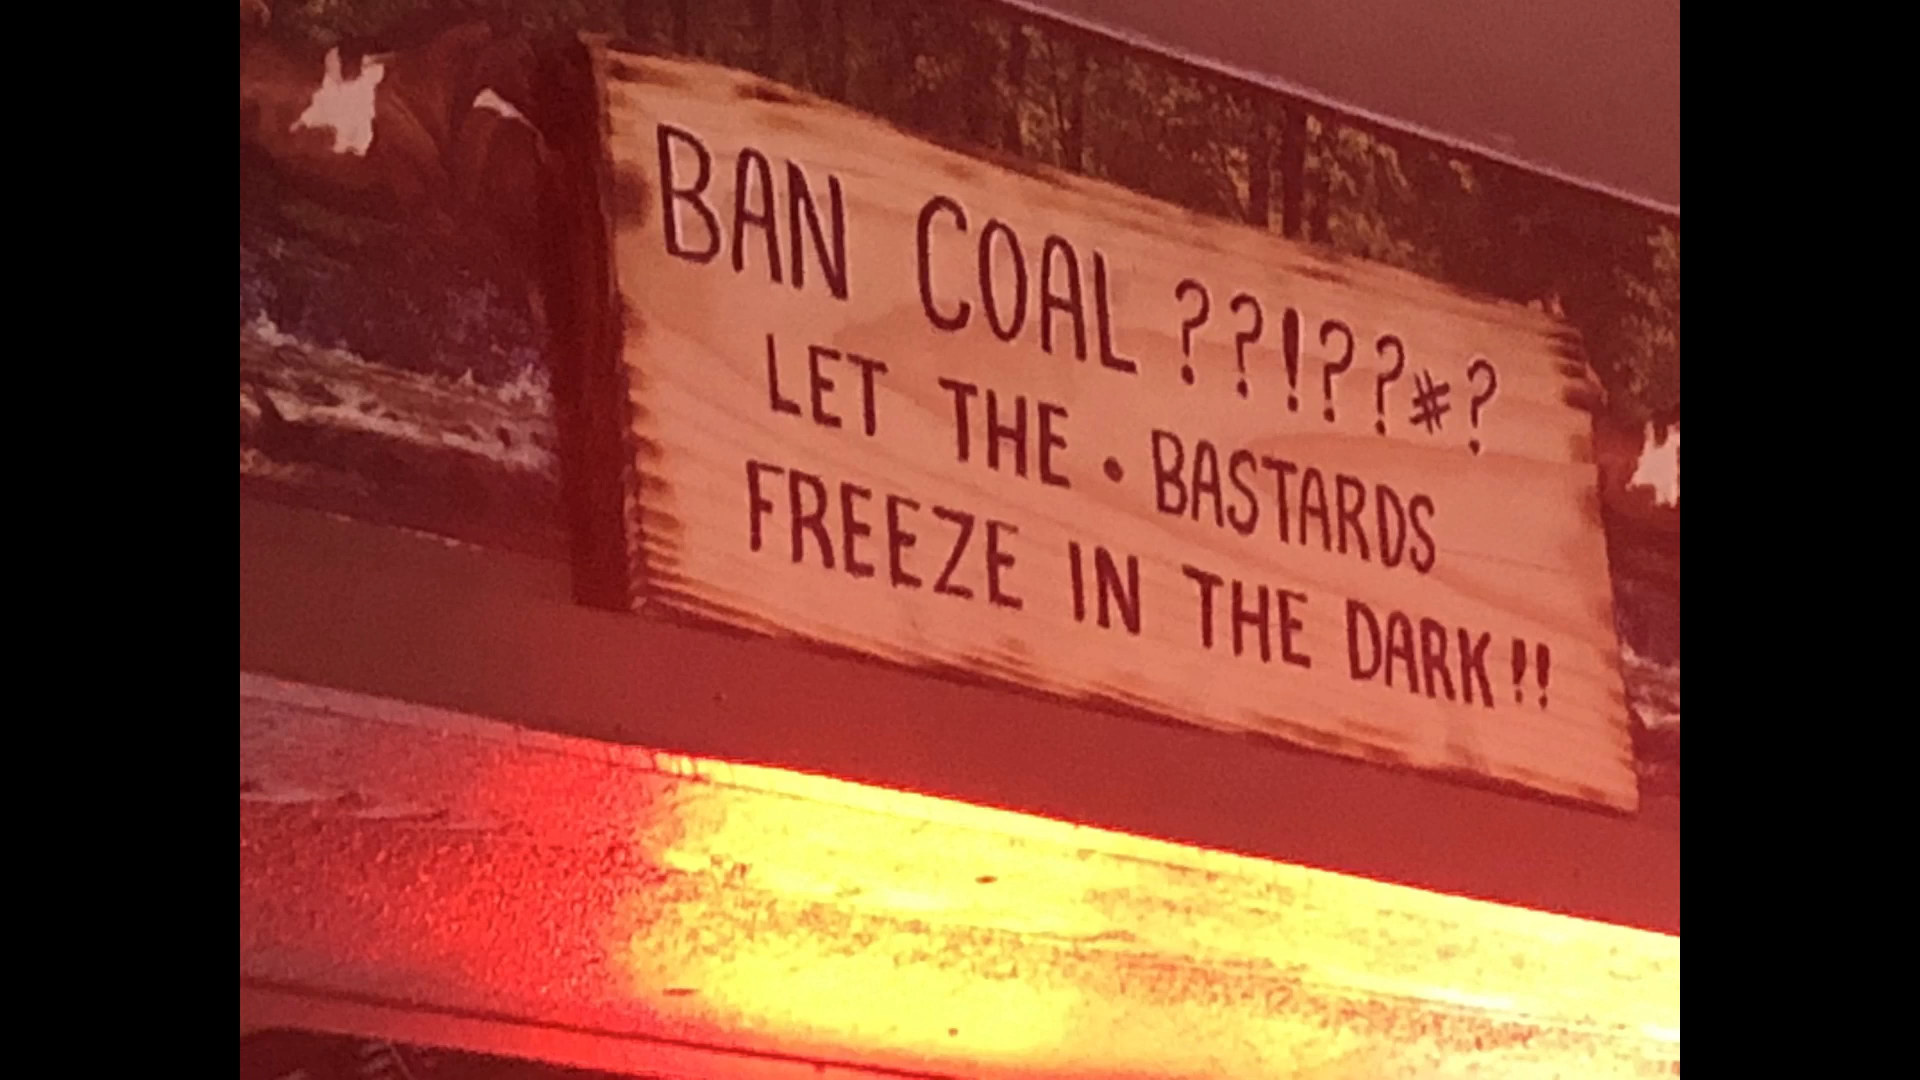 BAN COAL ??!??*?
LET THE • BASTARDS
FREEZE IN THE DARK!!